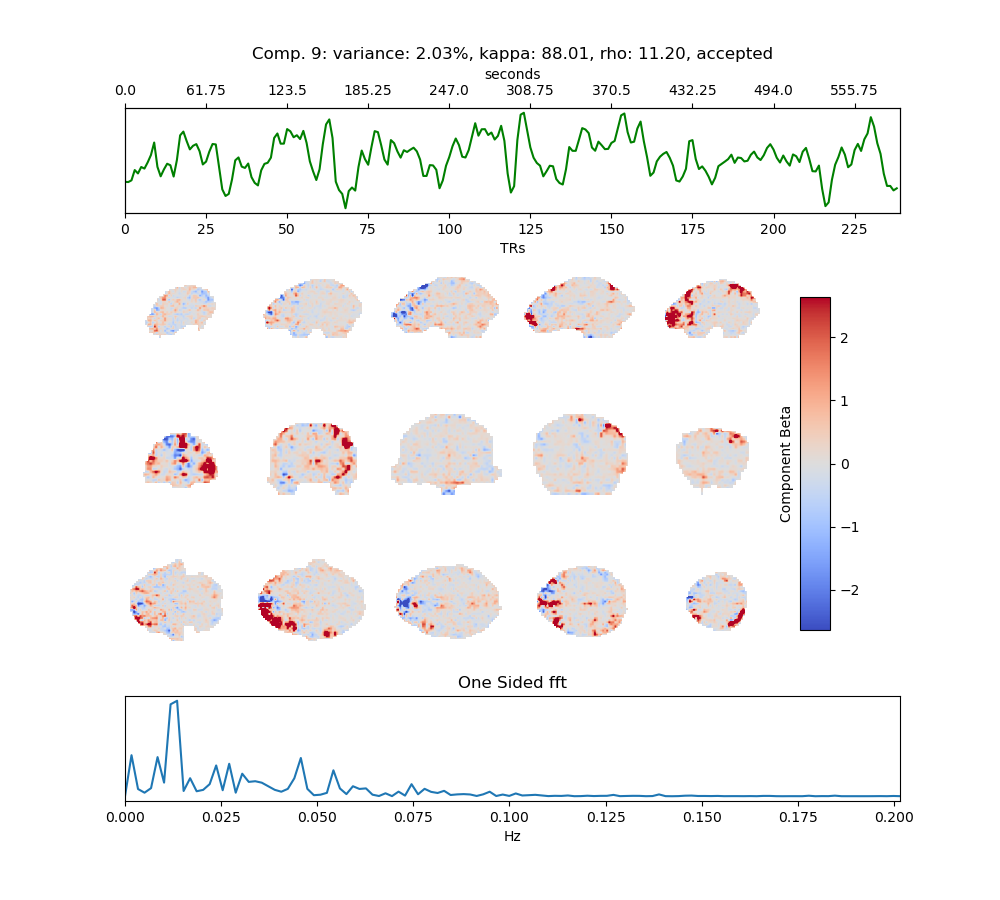 Comp. 9: variance: 2.03%, kappa: 88.01, rho: 11.20, accepted
seconds
0.0 61.75 123.5 185.25 247.0 308.75 370.5 432.25 494.0 555.75
0 25 50 75 100 125 150 175 200 225
TRs
2
1
0
−1
−2
Component Beta
One Sided fft
0.000 0.025 0.050 0.075 0.100 0.125 0.150 0.175 0.200
Hz